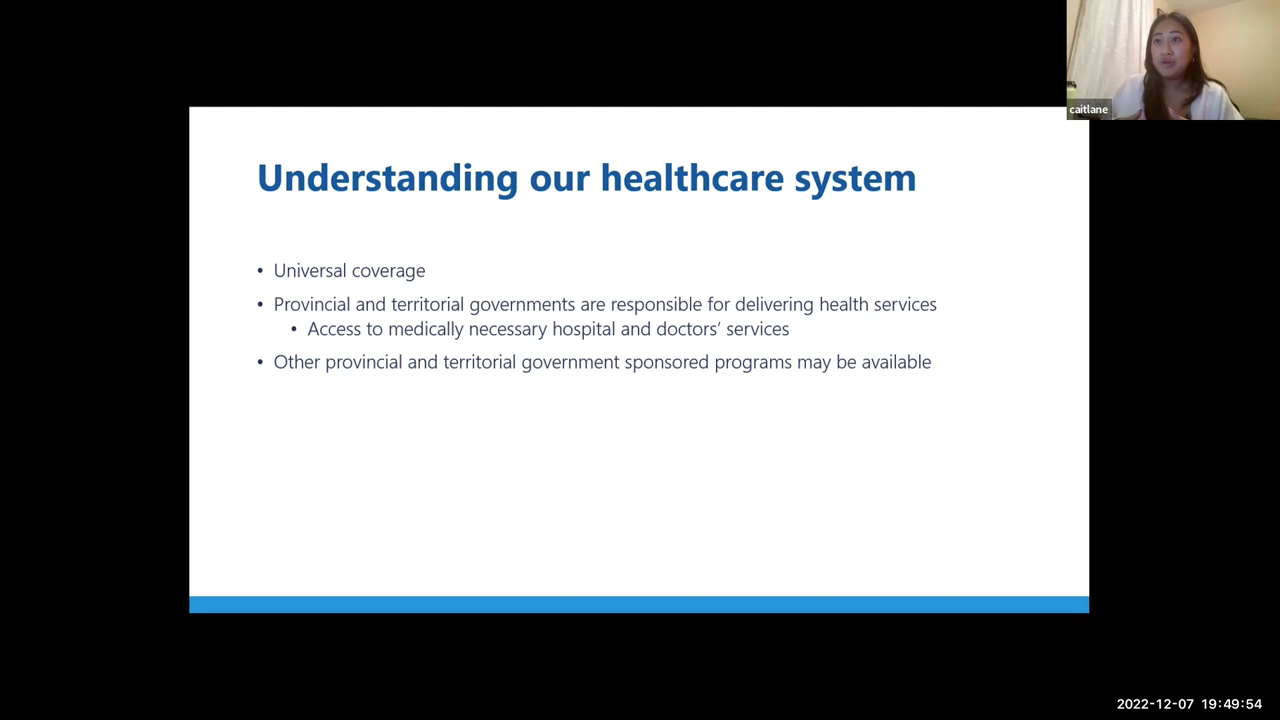 caitlane
Understanding our healthcare system
• Universal coverage
• Provincial and territorial governments are responsible for delivering health services
• Access to medically necessary hospital and doctors’ services
• Other provincial and territorial government sponsored programs may be available
2022-12-07 19:49:54